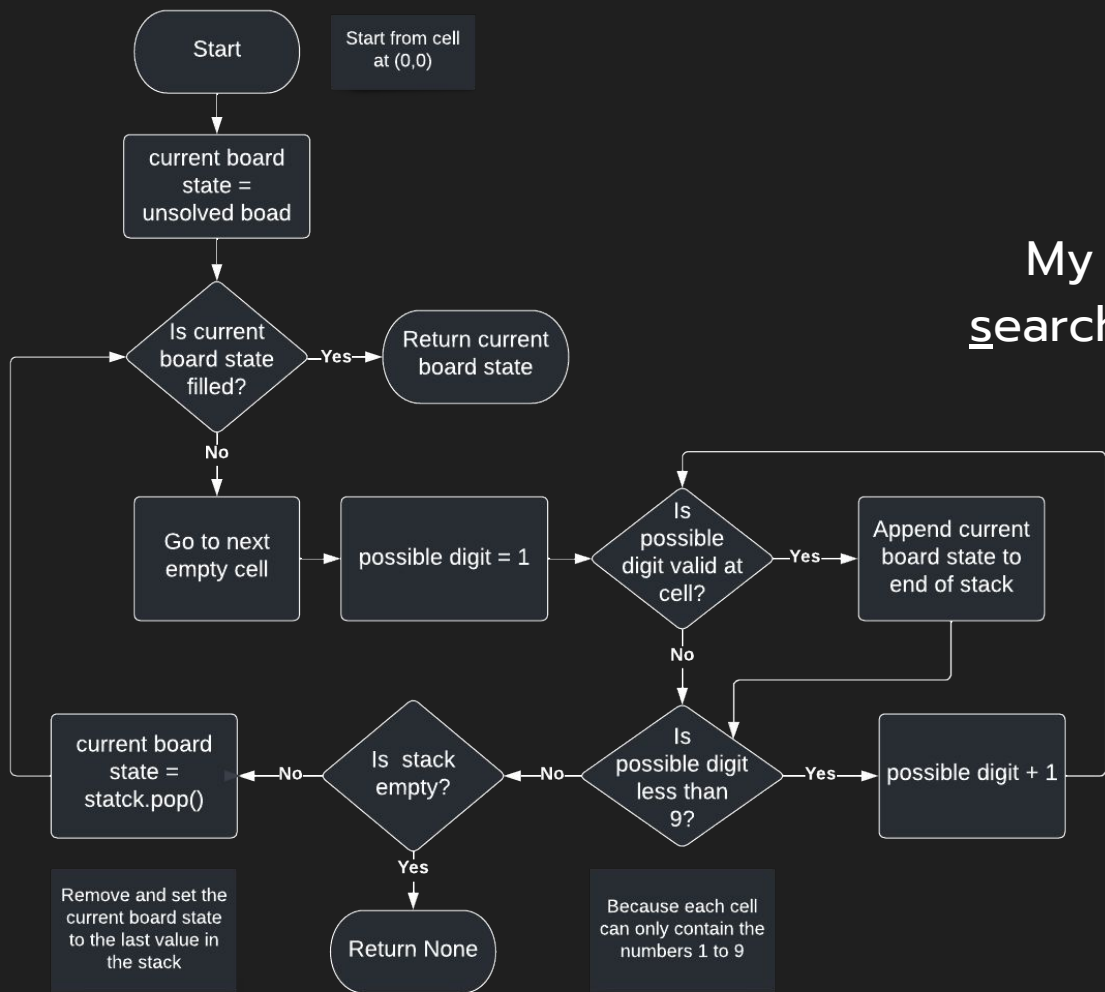 Start
Start from cell
at (0,0)
current board
state =
unsolved boad
My
search
Is current
board state
filled?
Yes
Return current
board state
No
Go to next
empty cell
possible digit = 1
Is
possible
digit valid at
cell?
Yes
Append current
board state to
end of stack
No
current board
state =
statck.pop()
No
Is stack
empty?
No
Is
possible digit
less than
9?
Yes
possible digit + 1
Yes
Remove and set the
current board state
to the last value in
the stack
Return None
Because each cell
can only contain the
numbers 1 to 9